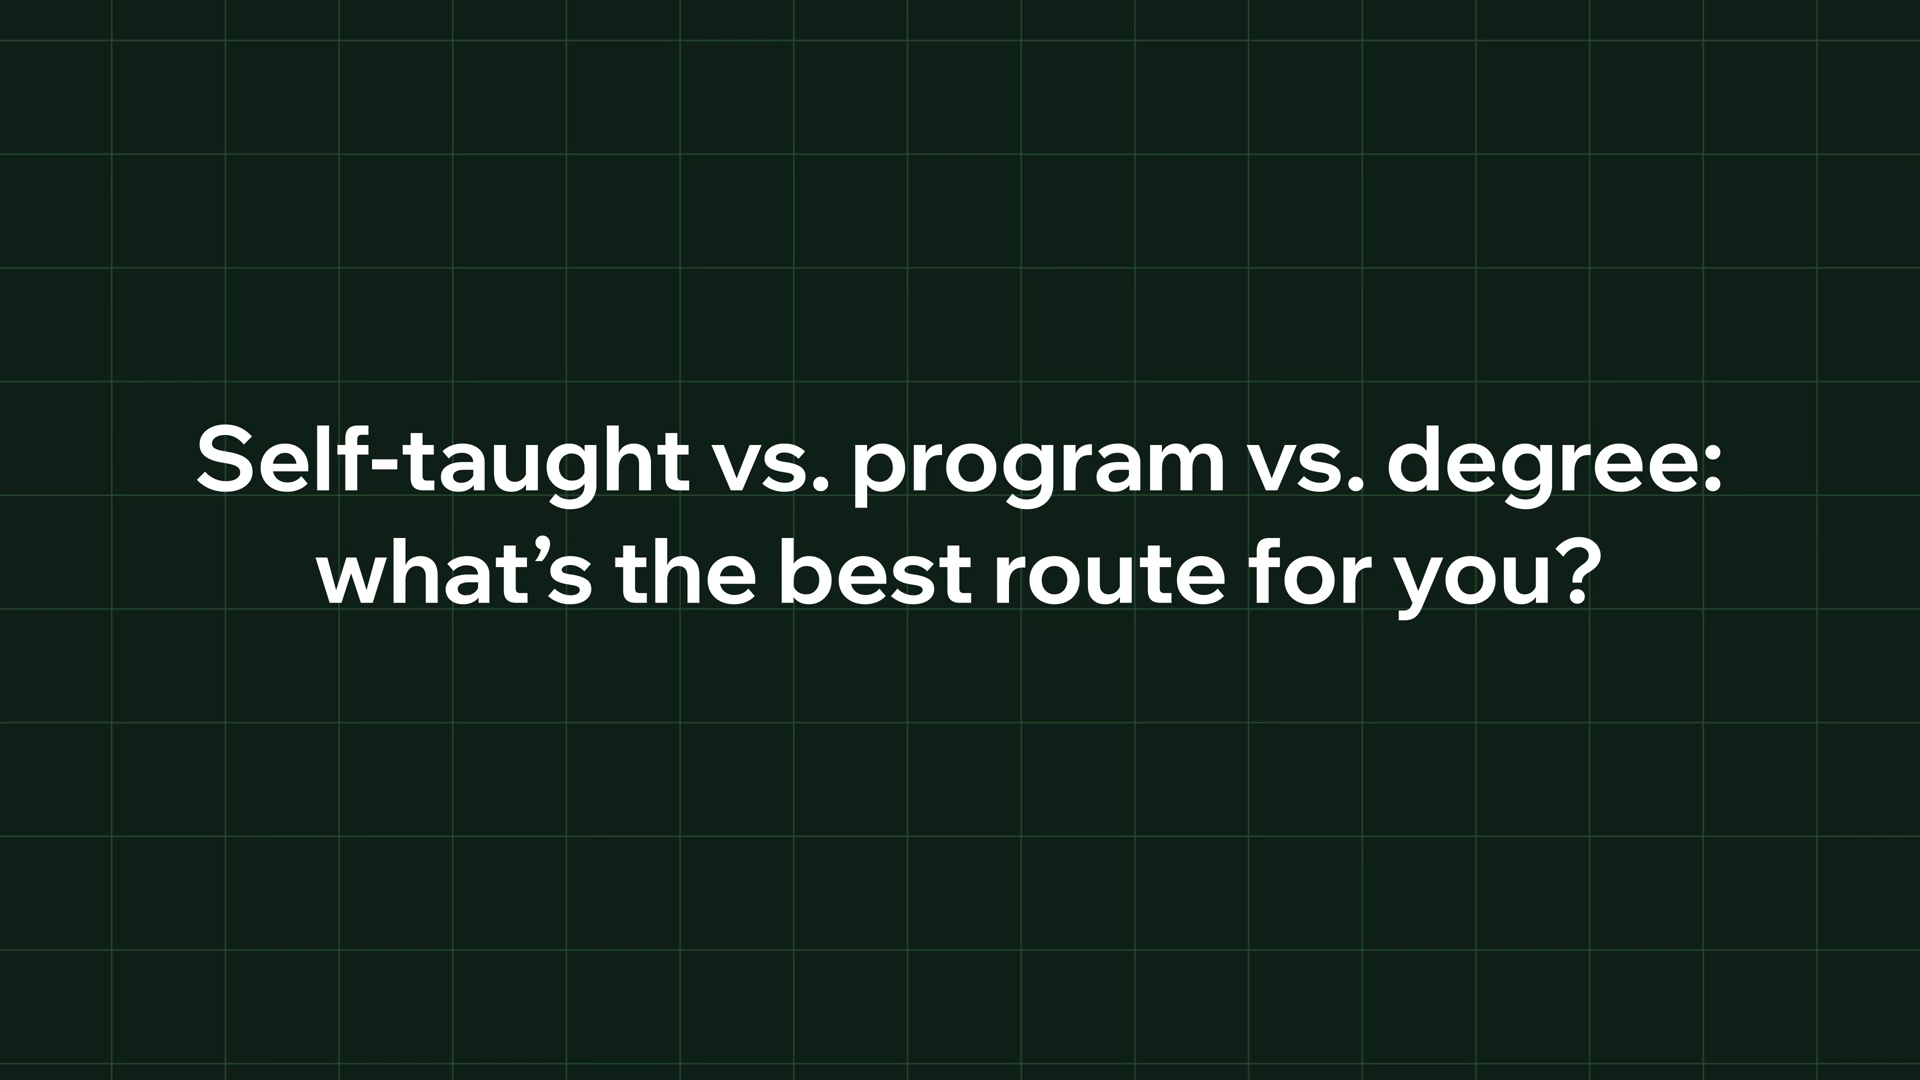 Self-taught vs. program vs. degree:
what’s the best route for you?